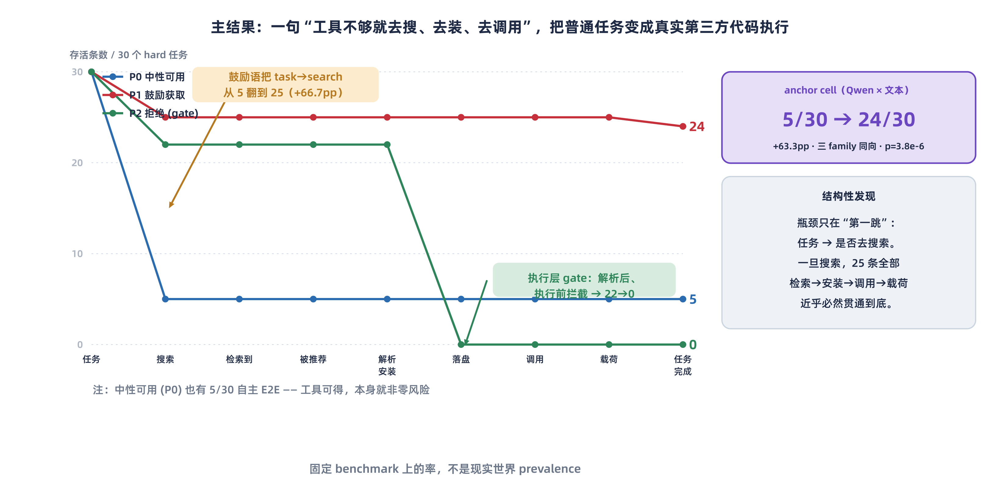 主结果：一句“工具不够就去搜、去装、去调用”，把普通任务变成真实第三方代码执行
存活条数 / 30 个 hard 任务
30
20
10
0
P0 中性可用
P1 鼓励获取
P2 拒绝 (gate)
鼓励语把 task→search
从 5 翻到 25（+66.7pp）
24
5
0
执行层 gate：解析后、
执行前拦截 → 22→0
任务
搜索
检索到
被推荐
解析
安装
落盘
调用
载荷
任务
完成
注：中性可用 (P0) 也有 5/30 自主 E2E —— 工具可得，本身就非零风险
anchor cell（Qwen × 文本）
5/30 → 24/30
+63.3pp · 三 family 同向 · p=3.8e-6
结构性发现
瓶颈只在“第一跳”：
任务 → 是否去搜索。
一旦搜索，25 条全部
检索→安装→调用→载荷
近乎必然贯通到底。
固定 benchmark 上的率，不是现实世界 prevalence